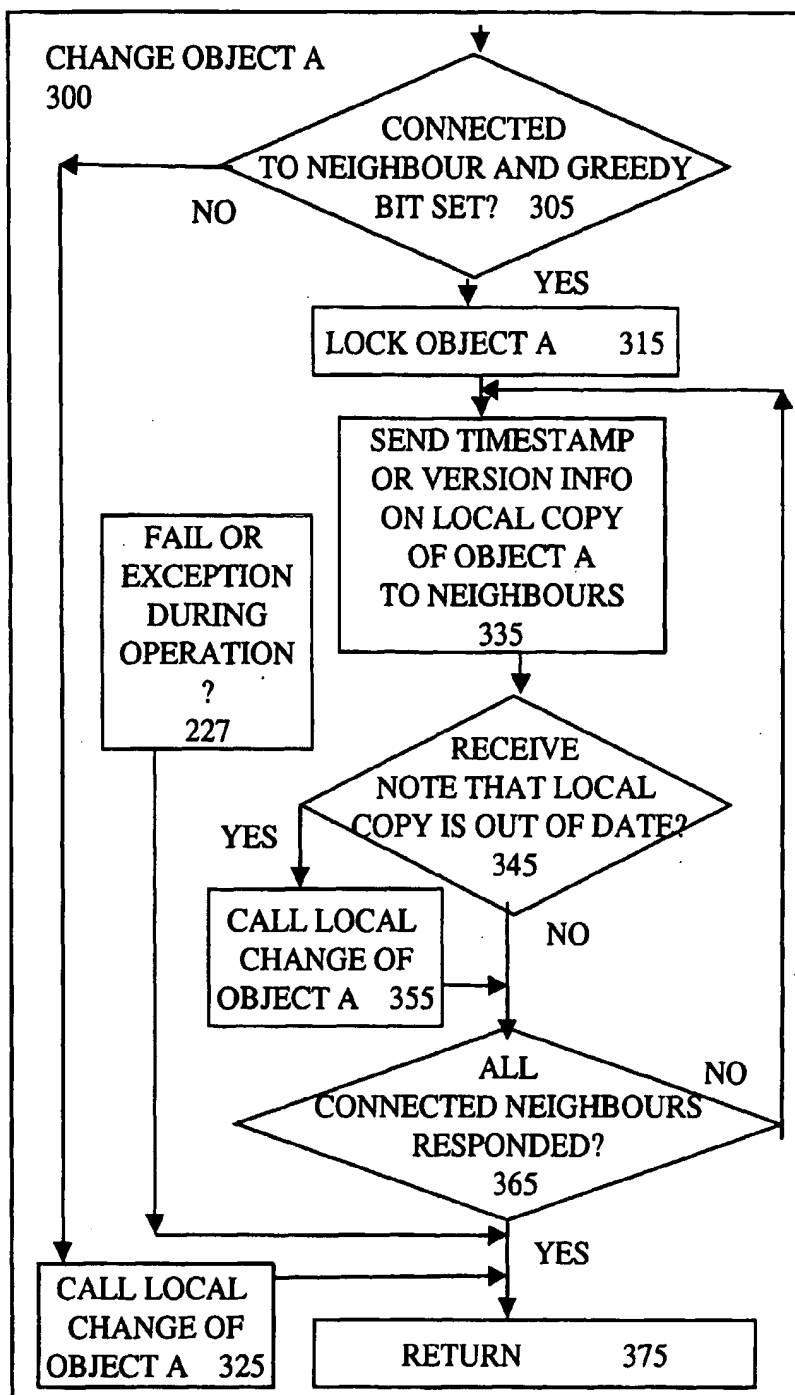 CHANGE OBJECT A
300
CONNECTED
TO NEIGHBOUR AND GREEDY
BIT SET? 305
NO
YES
LOCK OBJECT A 315
SEND TIMESTAMP
OR VERSION INFO
ON LOCAL COPY
OF OBJECT A
TO NEIGHBOURS
335
FAIL OR
EXCEPTION
DURING
OPERATION
?
227
RECEIVE
NOTE THAT LOCAL
COPY IS OUT OF DATE?
345
YES
NO
CALL LOCAL
CHANGE OF
OBJECT A 355
ALL
CONNECTED NEIGHBOURS
RESPONDED?
365
NO
YES
CALL LOCAL
CHANGE OF
OBJECT A 325
RETURN 375